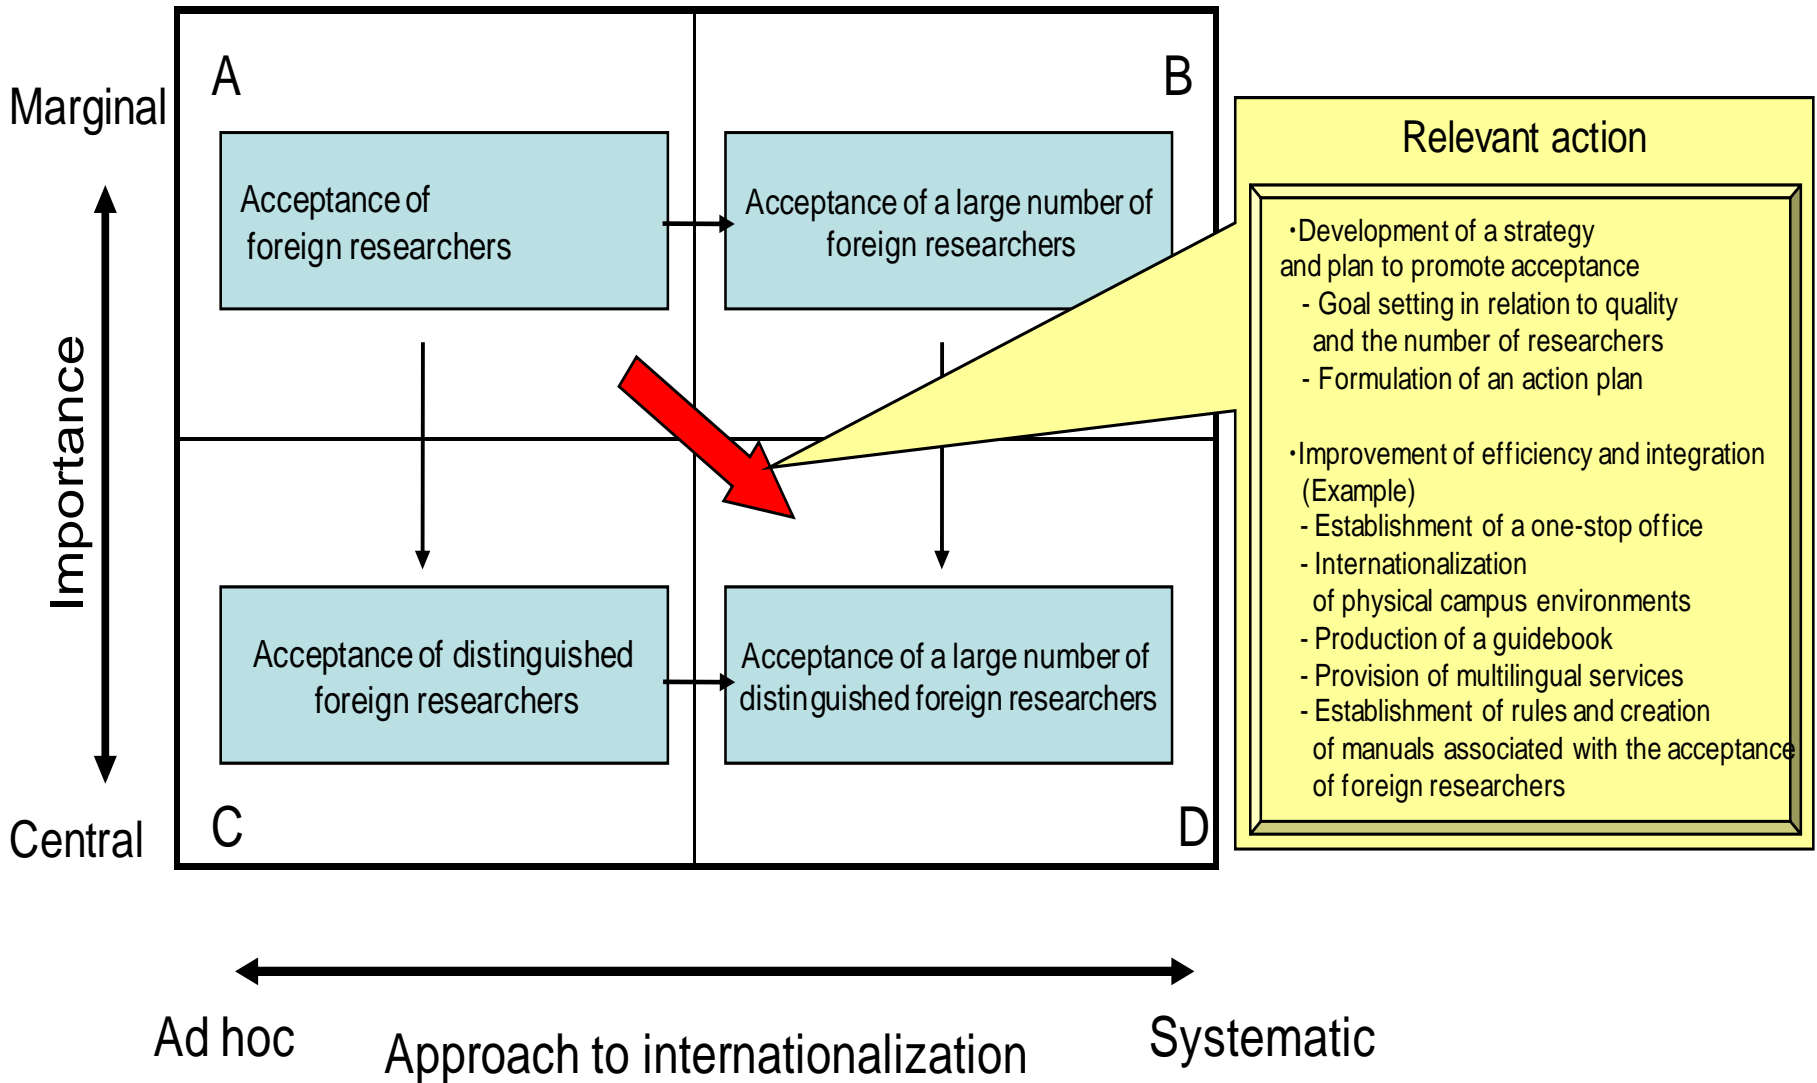 A
B
Marginal
Acceptance of
foreign researchers
Acceptance of a large number of
foreign researchers
Importance
Acceptance of distinguished
foreign researchers
Acceptance of a large number of
distinguished foreign researchers
Central
C
D
Relevant action
・Development of a strategy
and plan to promote acceptance
- Goal setting in relation to quality
and the number of researchers
- Formulation of an action plan
・Improvement of efficiency and integration
(Example)
- Establishment of a one-stop office
- Internationalization
of physical campus environments
- Production of a guidebook
- Provision of multilingual services
- Establishment of rules and creation
of manuals associated with the acceptance
of foreign researchers
Ad hoc
Approach to internationalization
Systematic